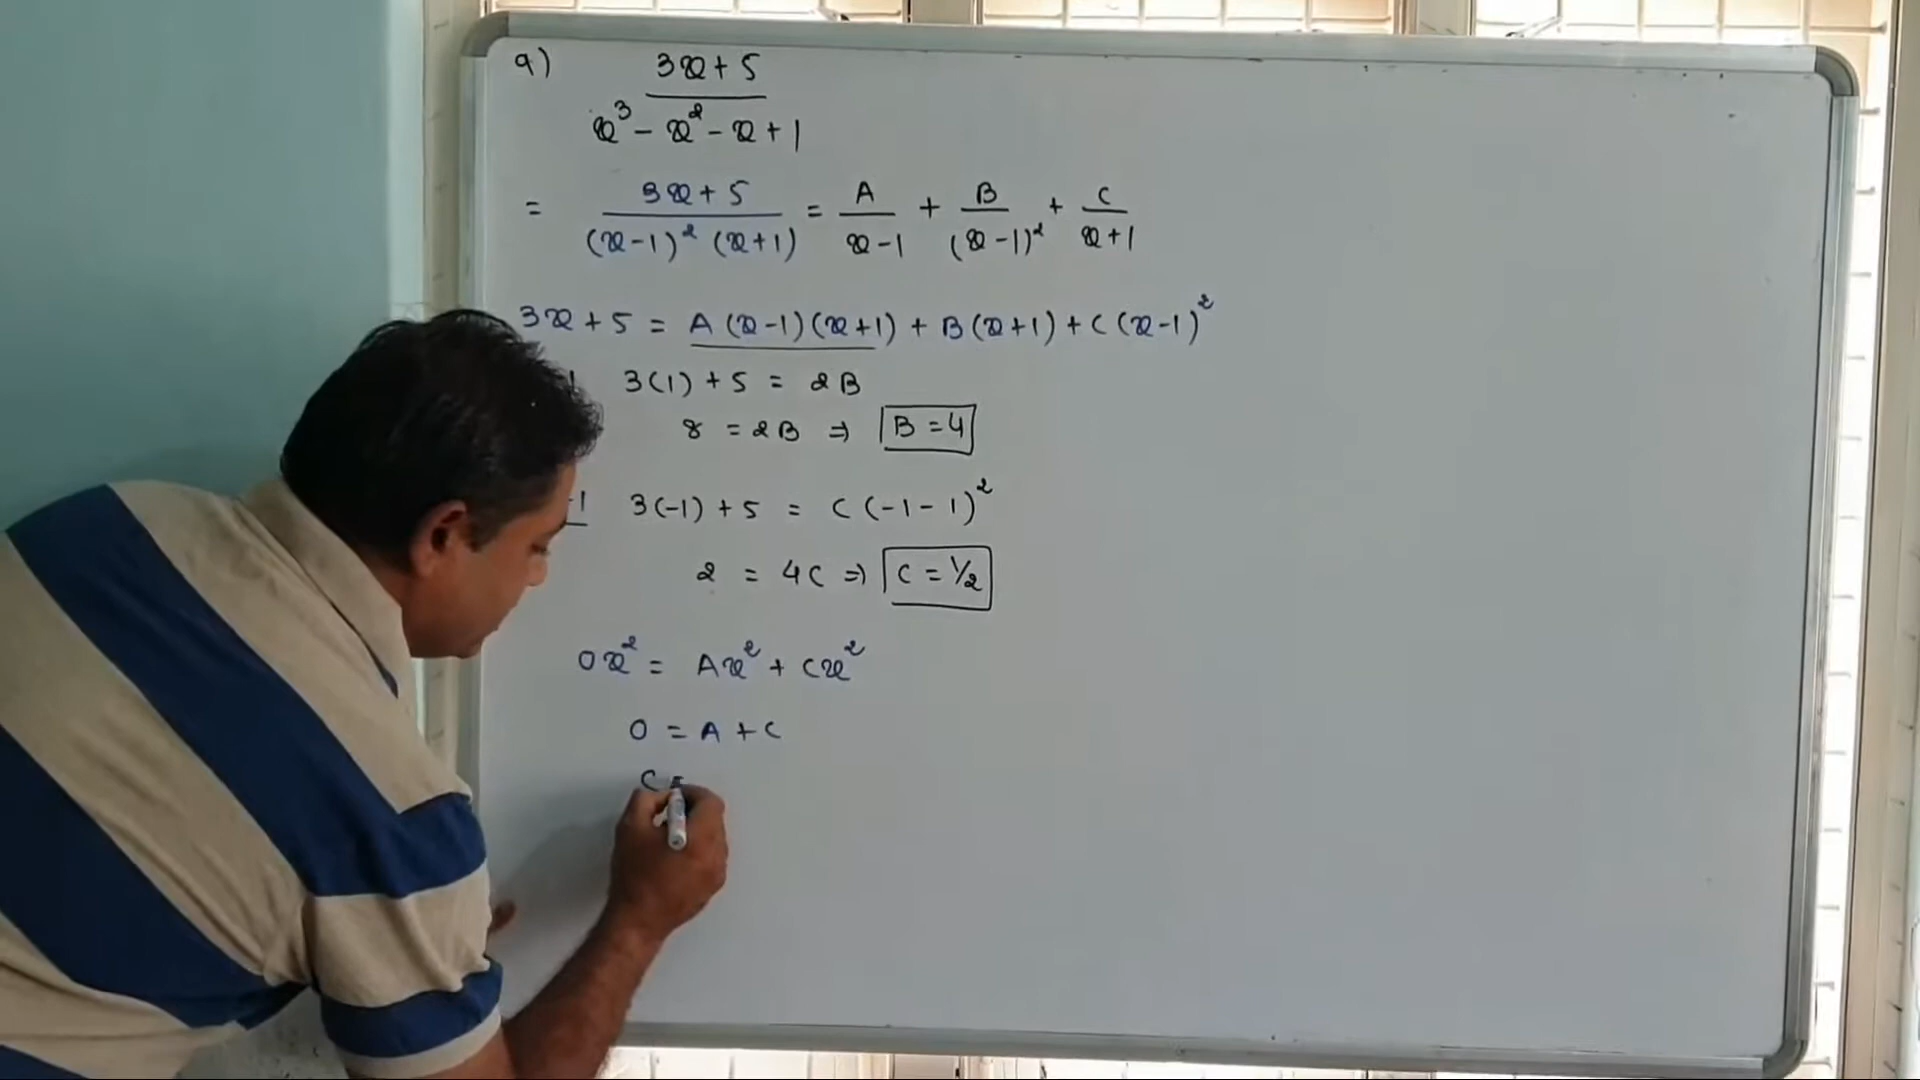 9) 3x + 5
x³ - x² - x + 1
= 3x + 5 / (x-1)² (x+1) = A / x-1 + B / (x-1)² + C / x+1
3x + 5 = A(x-1)(x+1) + B(x+1) + C(x-1)²
1 3(1) + 5 = 2B
8 = 2B ⇒ B = 4
-1 3(-1) + 5 = C(-1-1)²
2 = 4C ⇒ C = 1/2
0x² = Ax² + Cx²
0 = A + C
C =